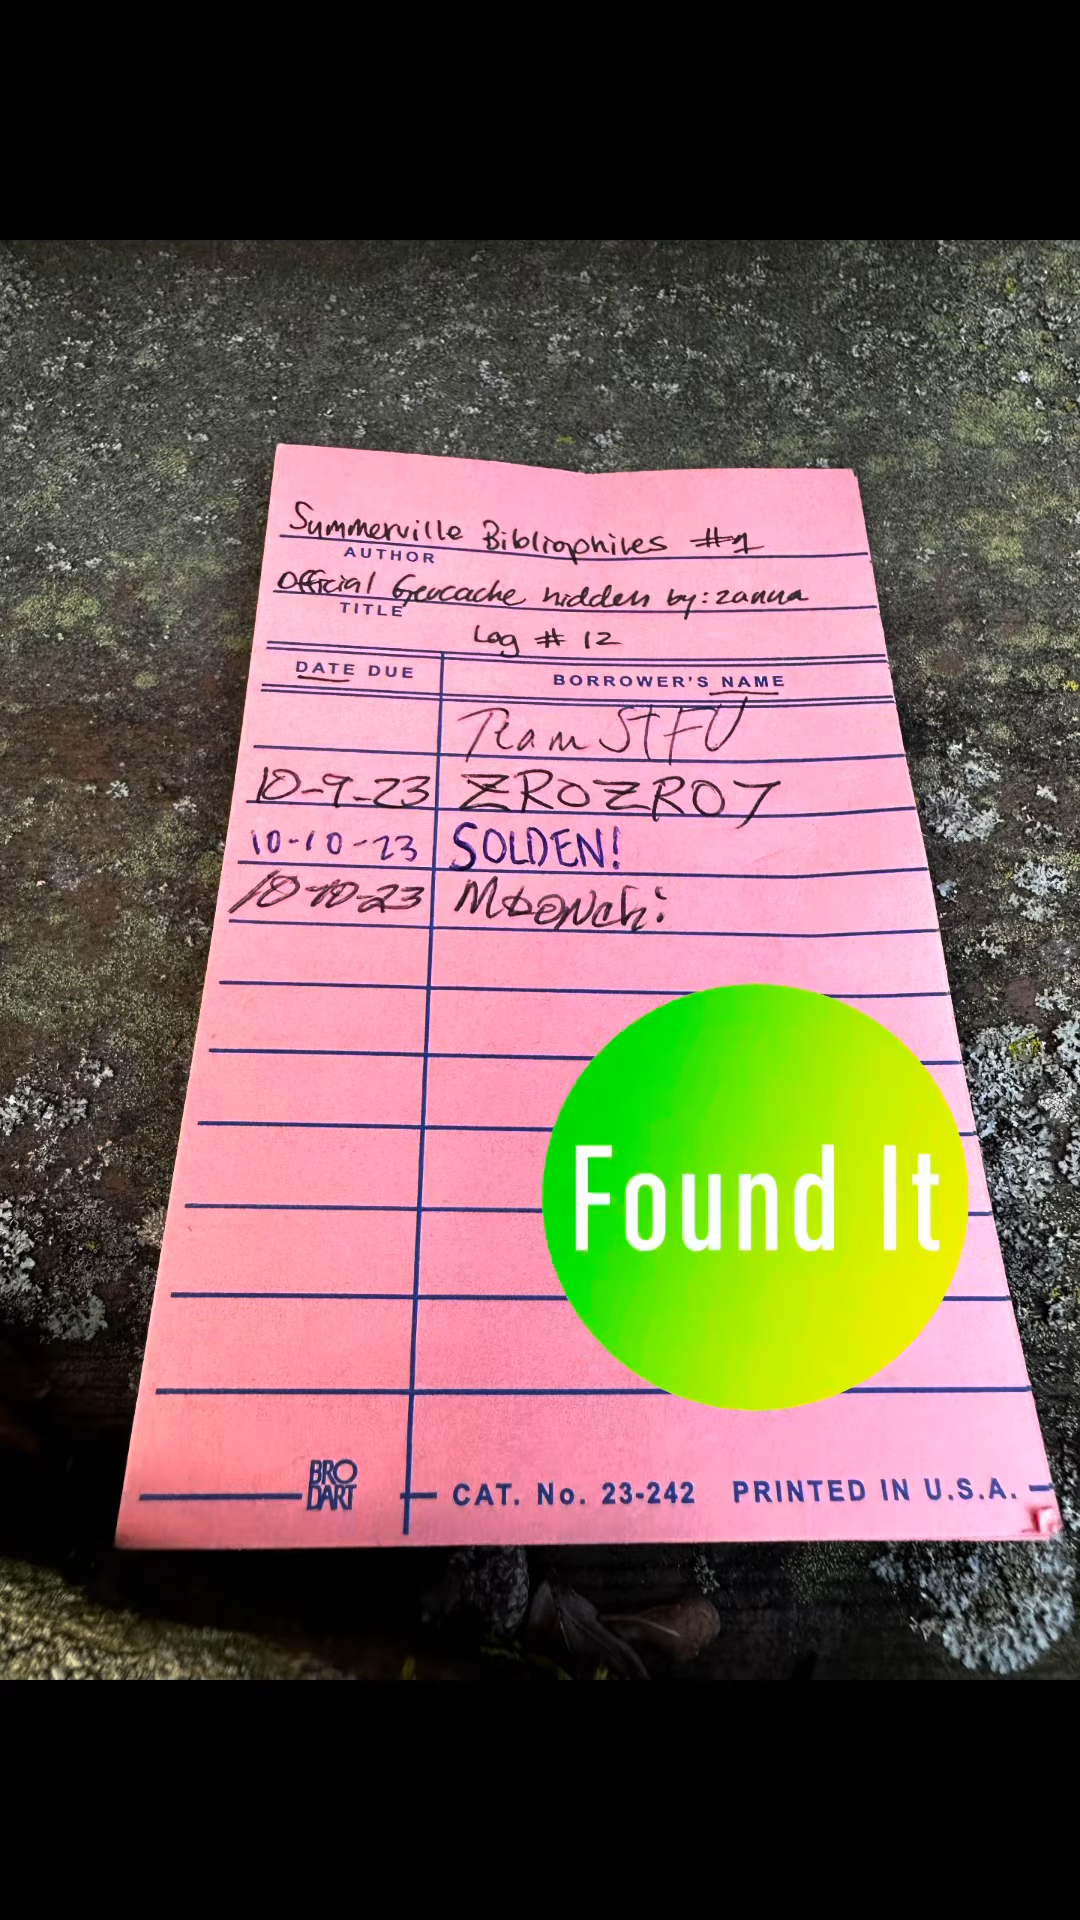 Summerville Bibliophiles #1
AUTHOR
Official Geocache hidden by: zanna
TITLE
Log # 12
DATE DUE BORROWER'S NAME
Team STFU
10-9-23 ZROZRO7
10-10-23 SOLDEN!
10-10-23
Found It
BRO
DART
CAT. No. 23-242 PRINTED IN U.S.A.